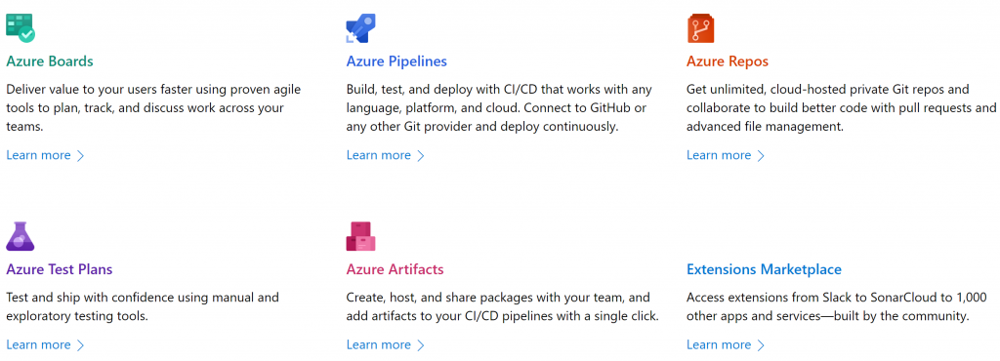 Azure Boards
Deliver value to your users faster using proven agile
tools to plan, track, and discuss work across your
teams.
Learn more
Azure Pipelines
Build, test, and deploy with CI/CD that works with any
language, platform, and cloud. Connect to GitHub or
any other Git provider and deploy continuously.
Learn more
Azure Repos
Get unlimited, cloud-hosted private Git repos and
collaborate to build better code with pull requests and
advanced file management.
Learn more
Azure Test Plans
Test and ship with confidence using manual and
exploratory testing tools.
Learn more
Azure Artifacts
Create, host, and share packages with your team, and
add artifacts to your CI/CD pipelines with a single click.
Learn more
Extensions Marketplace
Access extensions from Slack to SonarCloud to 1,000
other apps and services—built by the community.
Learn more